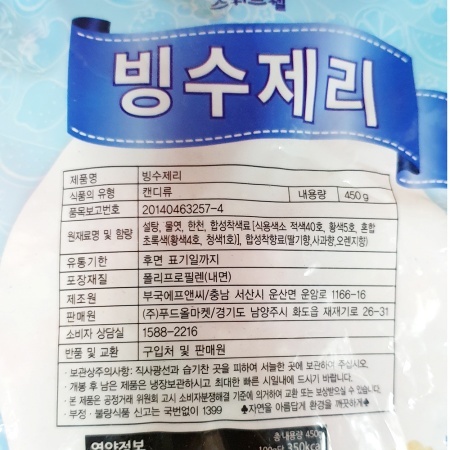 빙수제리
제품명 빙수제리
식품의 유형 캔디류 내용량 450g
품목보고번호 20140463257-4
원재료명 및 함량 설탕, 물엿, 한천, 합성착색료[식용색소 적색40호, 황색5호, 혼합
초록색(황색4호, 청색1호)], 합성착향료(딸기향,사과향,오렌지향)
유통기한 후면 표기일까지
포장재질 폴리프로필렌(내면)
제조원 부국에프앤씨/충남 서산시 운산면 운암로 1166-16
판매원 (주)푸드올마켓/경기도 남양주시 화도읍 재재기로 26-31
소비자 상담실 1588-2216
반품 및 교환 구입처 및 판매원
·보관상주의사항: 직사광선과 습기찬 곳을 피하여 서늘한 곳에 보관하여 주십시오.
·개봉 후 남은 제품은 냉장보관하시고 최대한 빠른 시일내에 드시기 바랍니다.
·본 제품은 공정거래 위원회 고시 소비자분쟁해결 기준에 의거하여 교환 또는 보상받으실 수 있습니다.
·부정·불량식품 신고는 국번없이 1399 ♠자연을 아름답게 환경을 깨끗하게♠
영양정보 총 내용량 450g
100g당 350kcal